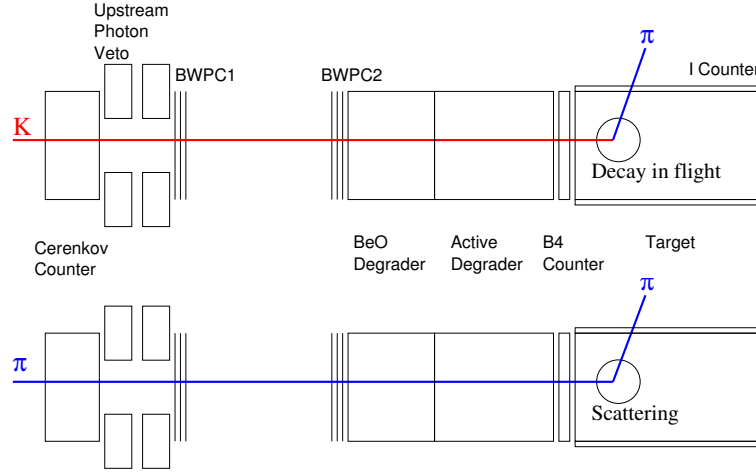 Upstream
Photon
Veto
π
BWPC1
BWPC2
I Counter
K
Decay in flight
Cerenkov
Counter
BeO
Degrader
Active
Degrader
B4
Counter
Target
π
π
Scattering